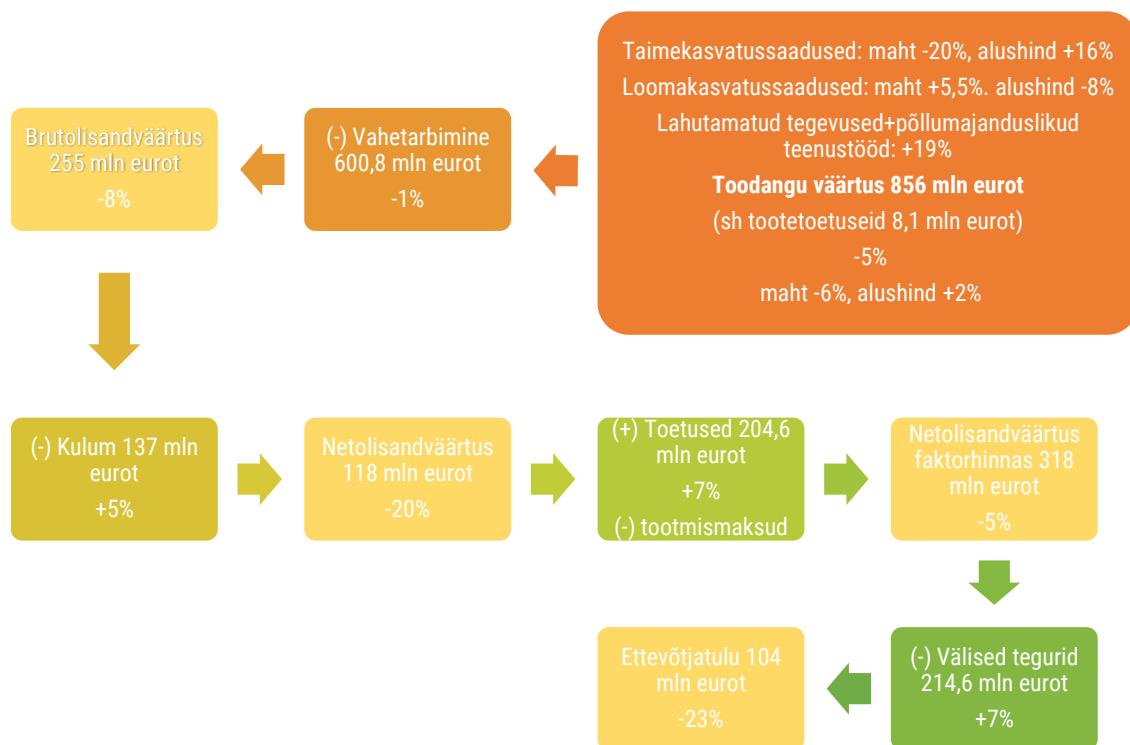 Taimekasvatussaadused: maht -20%, alushind +16%
Loomakasvatussaadused: maht +5,5%. alushind -8%
Lahutamatud tegevused+põllumajanduslikud
teenustööd: +19%
Toodangu väärtus 856 mln eurot
(sh tootetoetuseid 8,1 mln eurot)
-5%
maht -6%, alushind +2%
(-) Vahetarbimine
600,8 mln eurot
-1%
Brutolisandväärtus
255 mln eurot
-8%
(-) Kulum 137 mln
eurot
+5%
Netolisandväärtus
118 mln eurot
-20%
(+) Toetused 204,6
mln eurot
+7%
(-) tootmismaksud
Netolisandväärtus
faktorhinnas 318
mln eurot
-5%
(-) Välised tegurid
214,6 mln eurot
+7%
Ettevõtjatulu 104
mln eurot
-23%